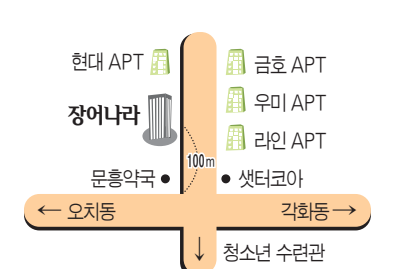 현대 APT
금호 APT
우미 APT
장어나라
라인 APT
100m
문흥약국
샛터코아
← 오치동
각화동 →
↓ 청소년 수련관